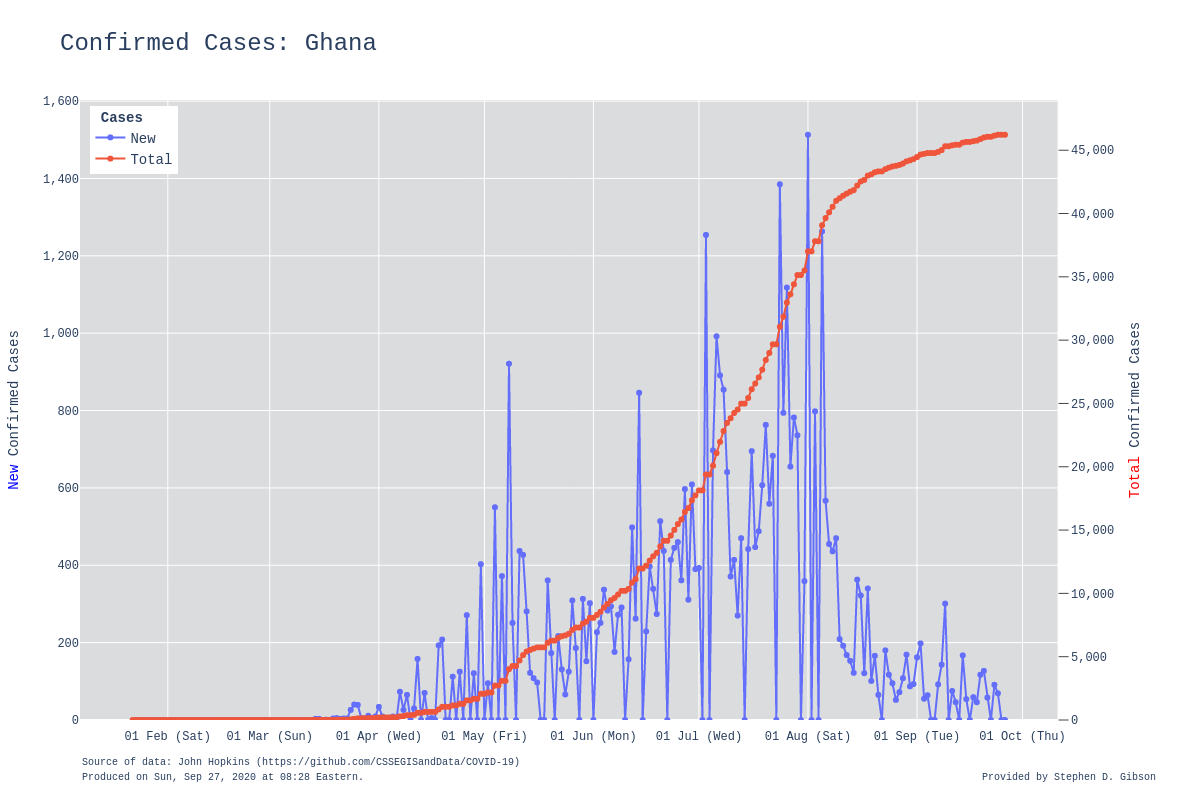 Confirmed Cases: Ghana
Cases
New
Total
1,600
1,400
1,200
1,000
800
600
400
200
0
New Confirmed Cases
45,000
40,000
35,000
30,000
25,000
20,000
15,000
10,000
5,000
0
Total Confirmed Cases
01 Feb (Sat) 01 Mar (Sun) 01 Apr (Wed) 01 May (Fri) 01 Jun (Mon) 01 Jul (Wed) 01 Aug (Sat) 01 Sep (Tue) 01 Oct (Thu)
Source of data: John Hopkins (https://github.com/CSSEGISandData/COVID-19)
Produced on Sun, Sep 27, 2020 at 08:28 Eastern.
Provided by Stephen D. Gibson